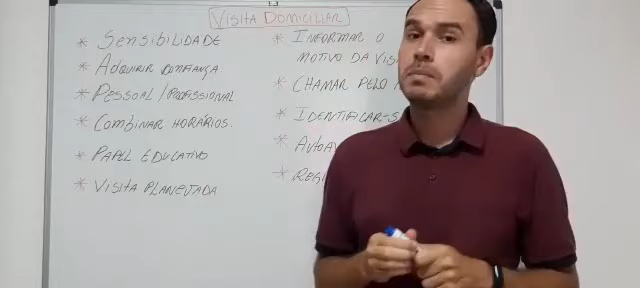 VISITA DOMICILIAR
* SENSIBILIDADE
* ADQUIRIR CONFIANÇA
* PESSOAL / PROFISSIONAL
* COMBINAR HORÁRIOS.
* PAPEL EDUCATIVO
* VISITA PLANEJADA
* INFORMAR O
MOTIVO DA
* CHAMAR PELO
* IDENTIFICAR-S
*
*